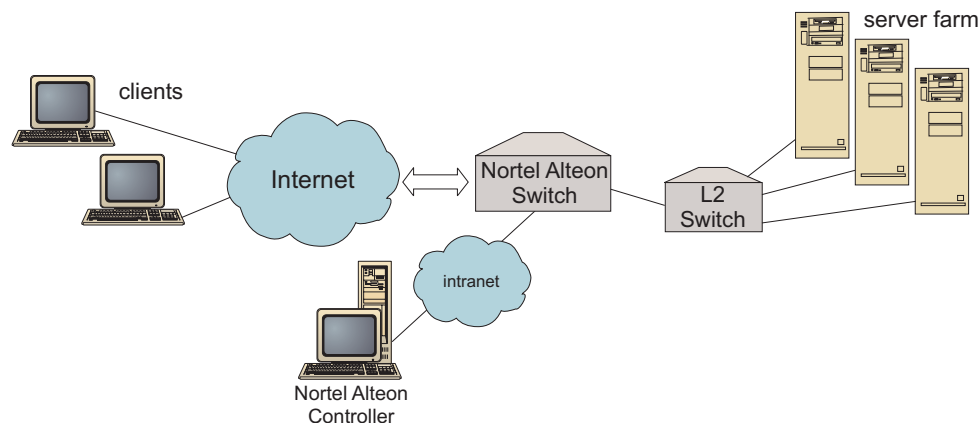 server farm
clients
Internet
Nortel Alteon
Switch
L2
Switch
intranet
Nortel Alteon
Controller